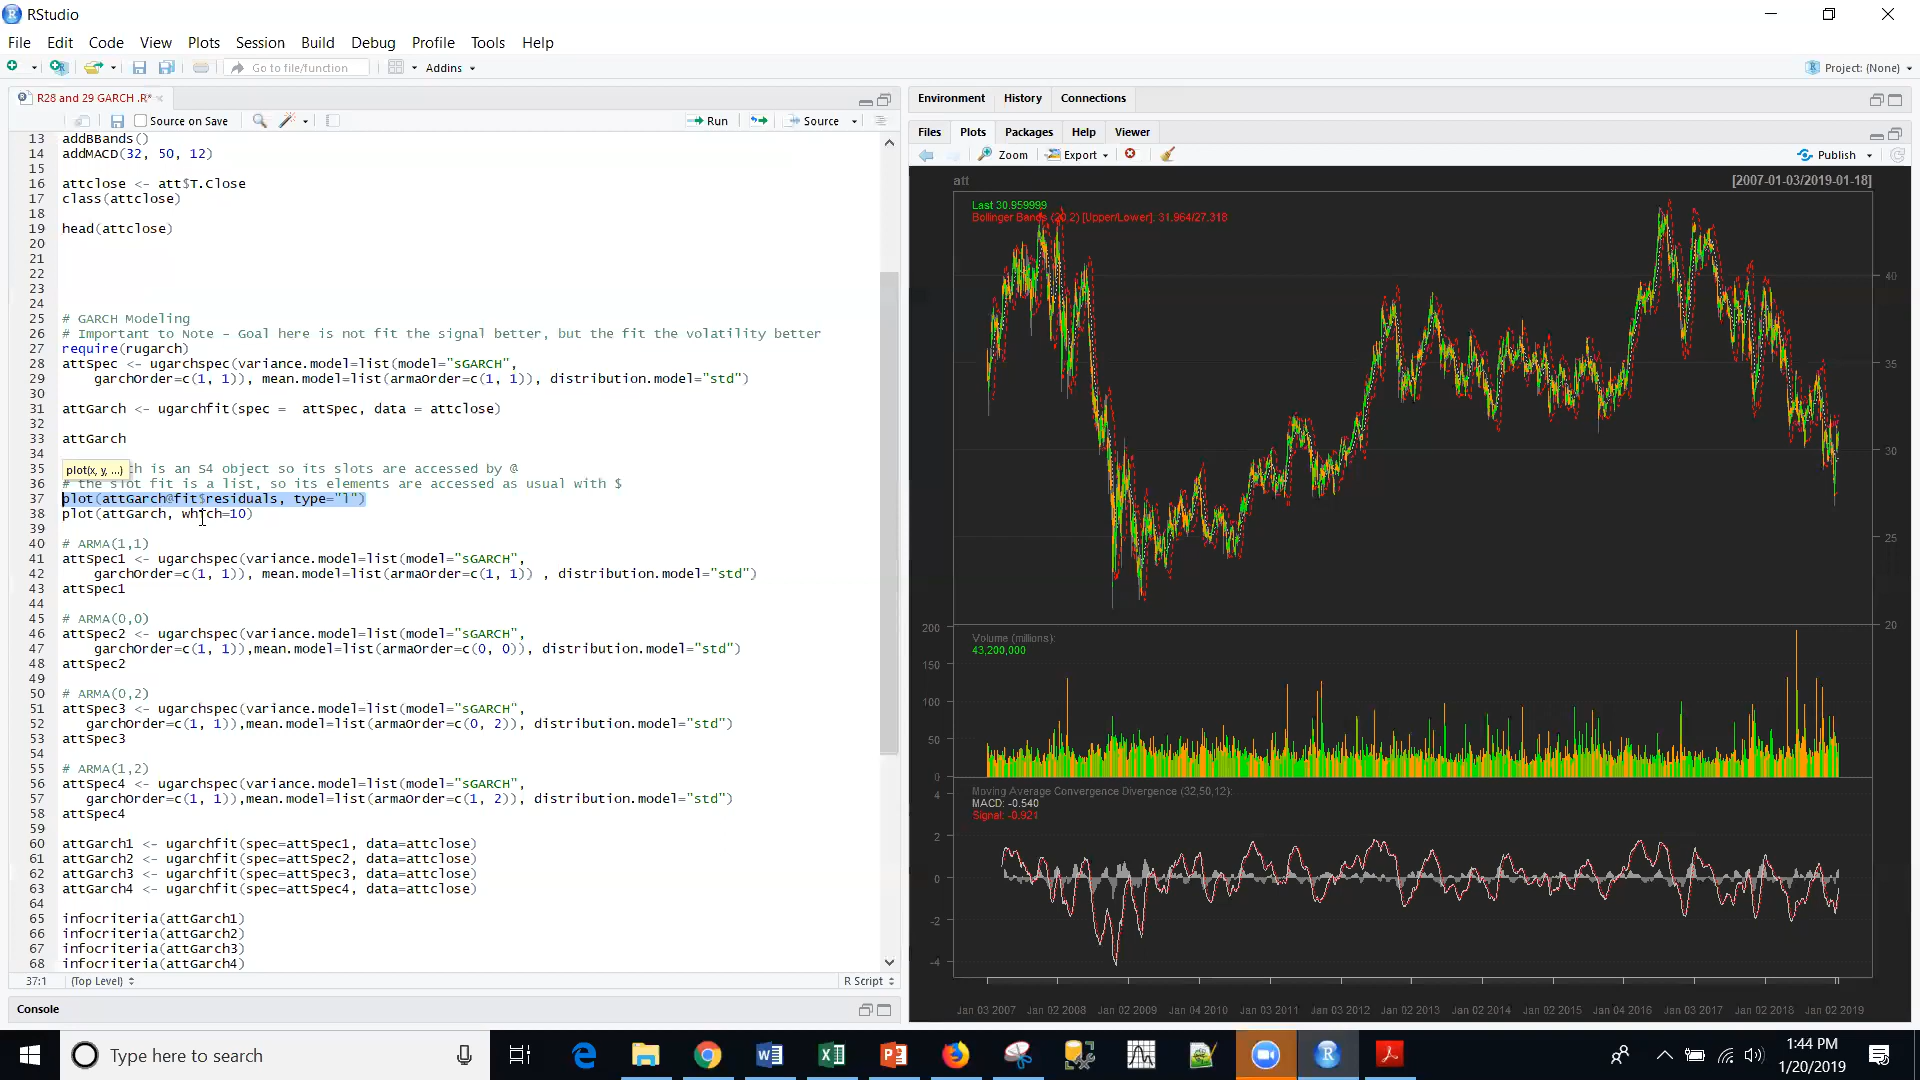 RStudio
File Edit Code View Plots Session Build Debug Profile Tools Help
Go to file/function Addins Project: (None)
R28 and 29 GARCH .R*
Source on Save Run Source
13 addBBands()
14 addMACD(32, 50, 12)
15
16 attclose <- att$T.Close
17 class(attclose)
18
19 head(attclose)
20
21
22
23
24
25 # GARCH Modeling
26 # Important to Note - Goal here is not fit the signal better, but the fit the volatility better
27 require(rugarch)
28 attSpec <- ugarchspec(variance.model=list(model="sGARCH",
29 garchOrder=c(1, 1)), mean.model=list(armaOrder=c(1, 1)), distribution.model="std")
30
31 attGarch <- ugarchfit(spec = attSpec, data = attclose)
32
33 attGarch
34
35 plot(x, y, ...) h is an S4 object so its slots are accessed by @
36 # the slot fit is a list, so its elements are accessed as usual with $
37 plot(attGarch@fit$residuals, type="l")
38 plot(attGarch, which=10)
39
40 # ARMA(1,1)
41 attSpec1 <- ugarchspec(variance.model=list(model="sGARCH",
42 garchOrder=c(1, 1)), mean.model=list(armaOrder=c(1, 1)) , distribution.model="std")
43 attSpec1
44
45 # ARMA(0,0)
46 attSpec2 <- ugarchspec(variance.model=list(model="sGARCH",
47 garchOrder=c(1, 1)),mean.model=list(armaOrder=c(0, 0)), distribution.model="std")
48 attSpec2
49
50 # ARMA(0,2)
51 attSpec3 <- ugarchspec(variance.model=list(model="sGARCH",
52 garchOrder=c(1, 1)),mean.model=list(armaOrder=c(0, 2)), distribution.model="std")
53 attSpec3
54
55 # ARMA(1,2)
56 attSpec4 <- ugarchspec(variance.model=list(model="sGARCH",
57 garchOrder=c(1, 1)),mean.model=list(armaOrder=c(1, 2)), distribution.model="std")
58 attSpec4
59
60 attGarch1 <- ugarchfit(spec=attSpec1, data=attclose)
61 attGarch2 <- ugarchfit(spec=attSpec2, data=attclose)
62 attGarch3 <- ugarchfit(spec=attSpec3, data=attclose)
63 attGarch4 <- ugarchfit(spec=attSpec4, data=attclose)
64
65 infocriteria(attGarch1)
66 infocriteria(attGarch2)
67 infocriteria(attGarch3)
68 infocriteria(attGarch4)
37:1 (Top Level) R Script
Console
Environment History Connections
Files Plots Packages Help Viewer
Zoom Export Publish
att [2007-01-03/2019-01-18]
Last 30.959999
Bollinger Bands (20,2) [Upper/Lower]: 31.964/27.318
40
35
30
25
20
200
150
100
50
0
Volume (millions):
43,200,000
Moving Average Convergence Divergence (32,50,12):
MACD: -0.540
Signal: -0.921
4
2
0
-2
-4
Jan 03 2007 Jan 02 2008 Jan 02 2009 Jan 04 2010 Jan 03 2011 Jan 03 2012 Jan 02 2013 Jan 02 2014 Jan 02 2015 Jan 04 2016 Jan 03 2017 Jan 02 2018 Jan 02 2019
Type here to search
1:44 PM
1/20/2019